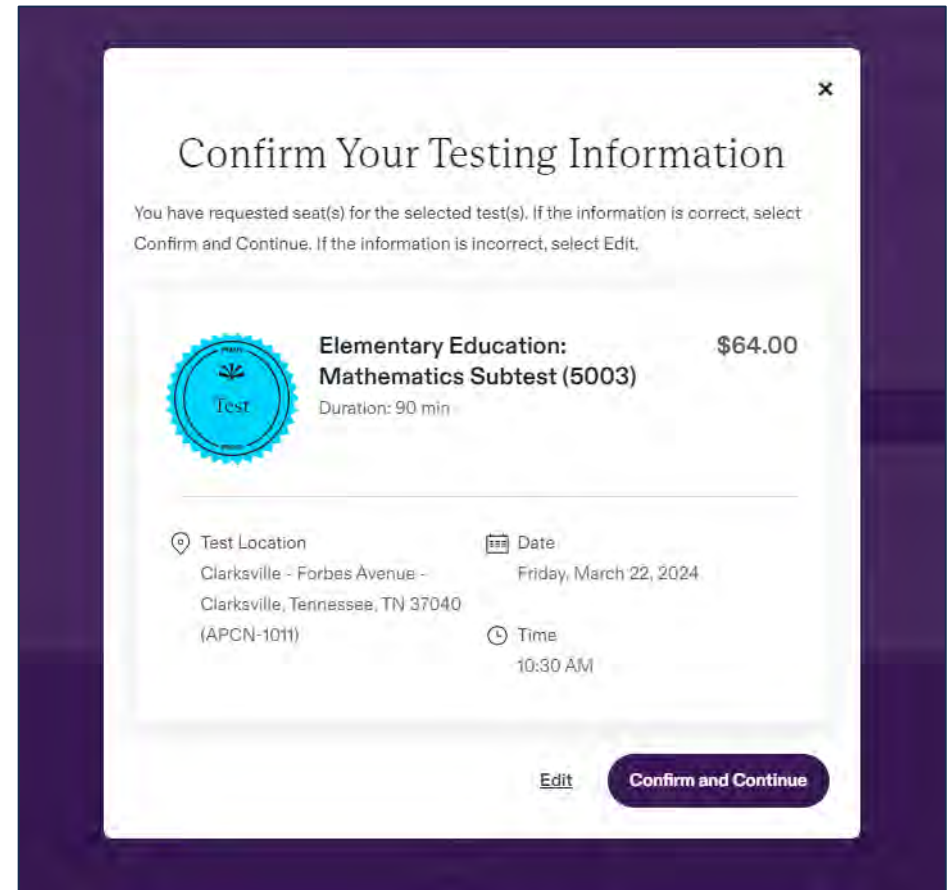 ×
Confirm Your Testing Information
You have requested seat(s) for the selected test(s). If the information is correct, select
Confirm and Continue. If the information is incorrect, select Edit.
Test
Elementary Education:
Mathematics Subtest (5003)
Duration: 90 min
$64.00
Test Location
Clarksville - Forbes Avenue -
Clarksville, Tennessee, TN 37040
(APCN-1011)
Date
Friday, March 22, 2024
Time
10:30 AM
Edit
Confirm and Continue